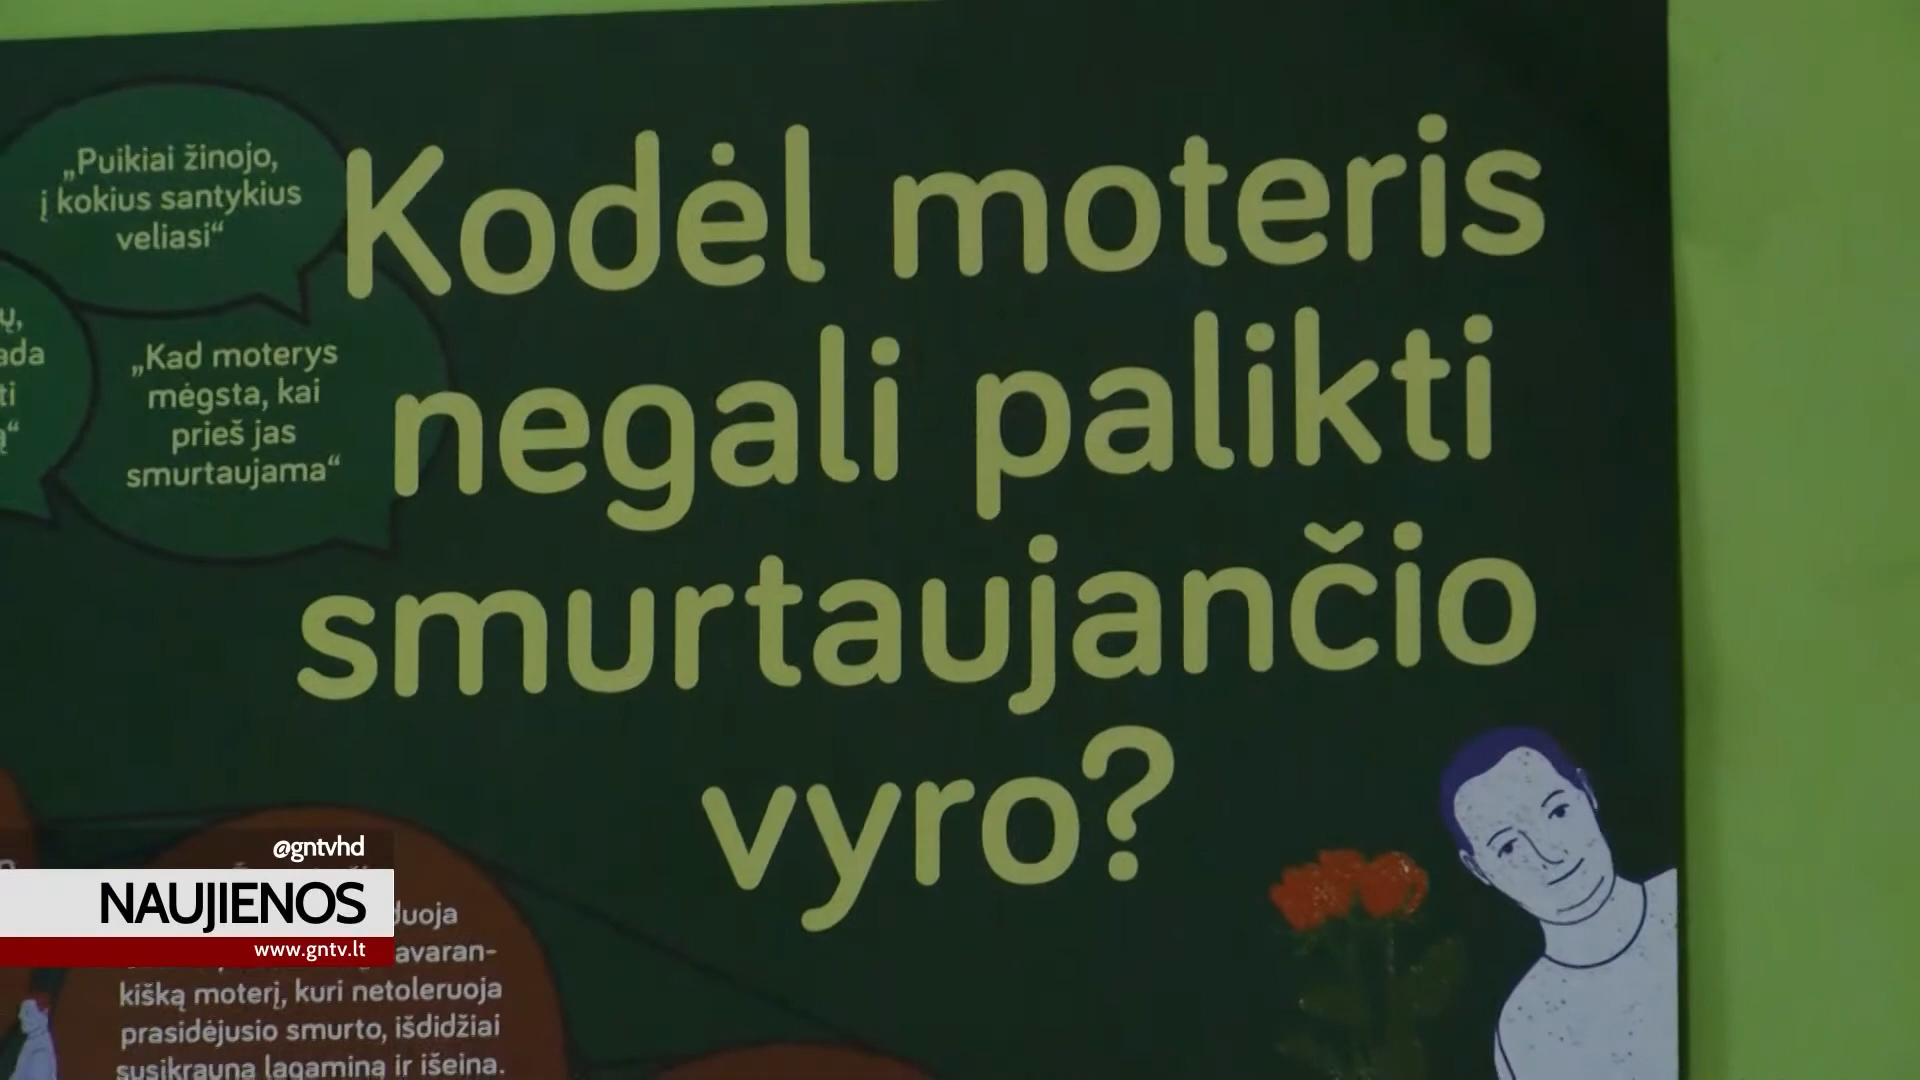 „Puikiai žinojo,
į kokius santykius
veliasi“
„Kad moterys
mėgsta, kai
prieš jas
smurtaujama“
Kodėl moteris
negali palikti
smurtaujančio
vyro?
@gntvhd
NAUJIENOS
www.gntv.lt
kišką moterį, kuri netoleruoja
prasidėjusio smurto, išdidžiai
susikrauna lagaminą ir išeina.